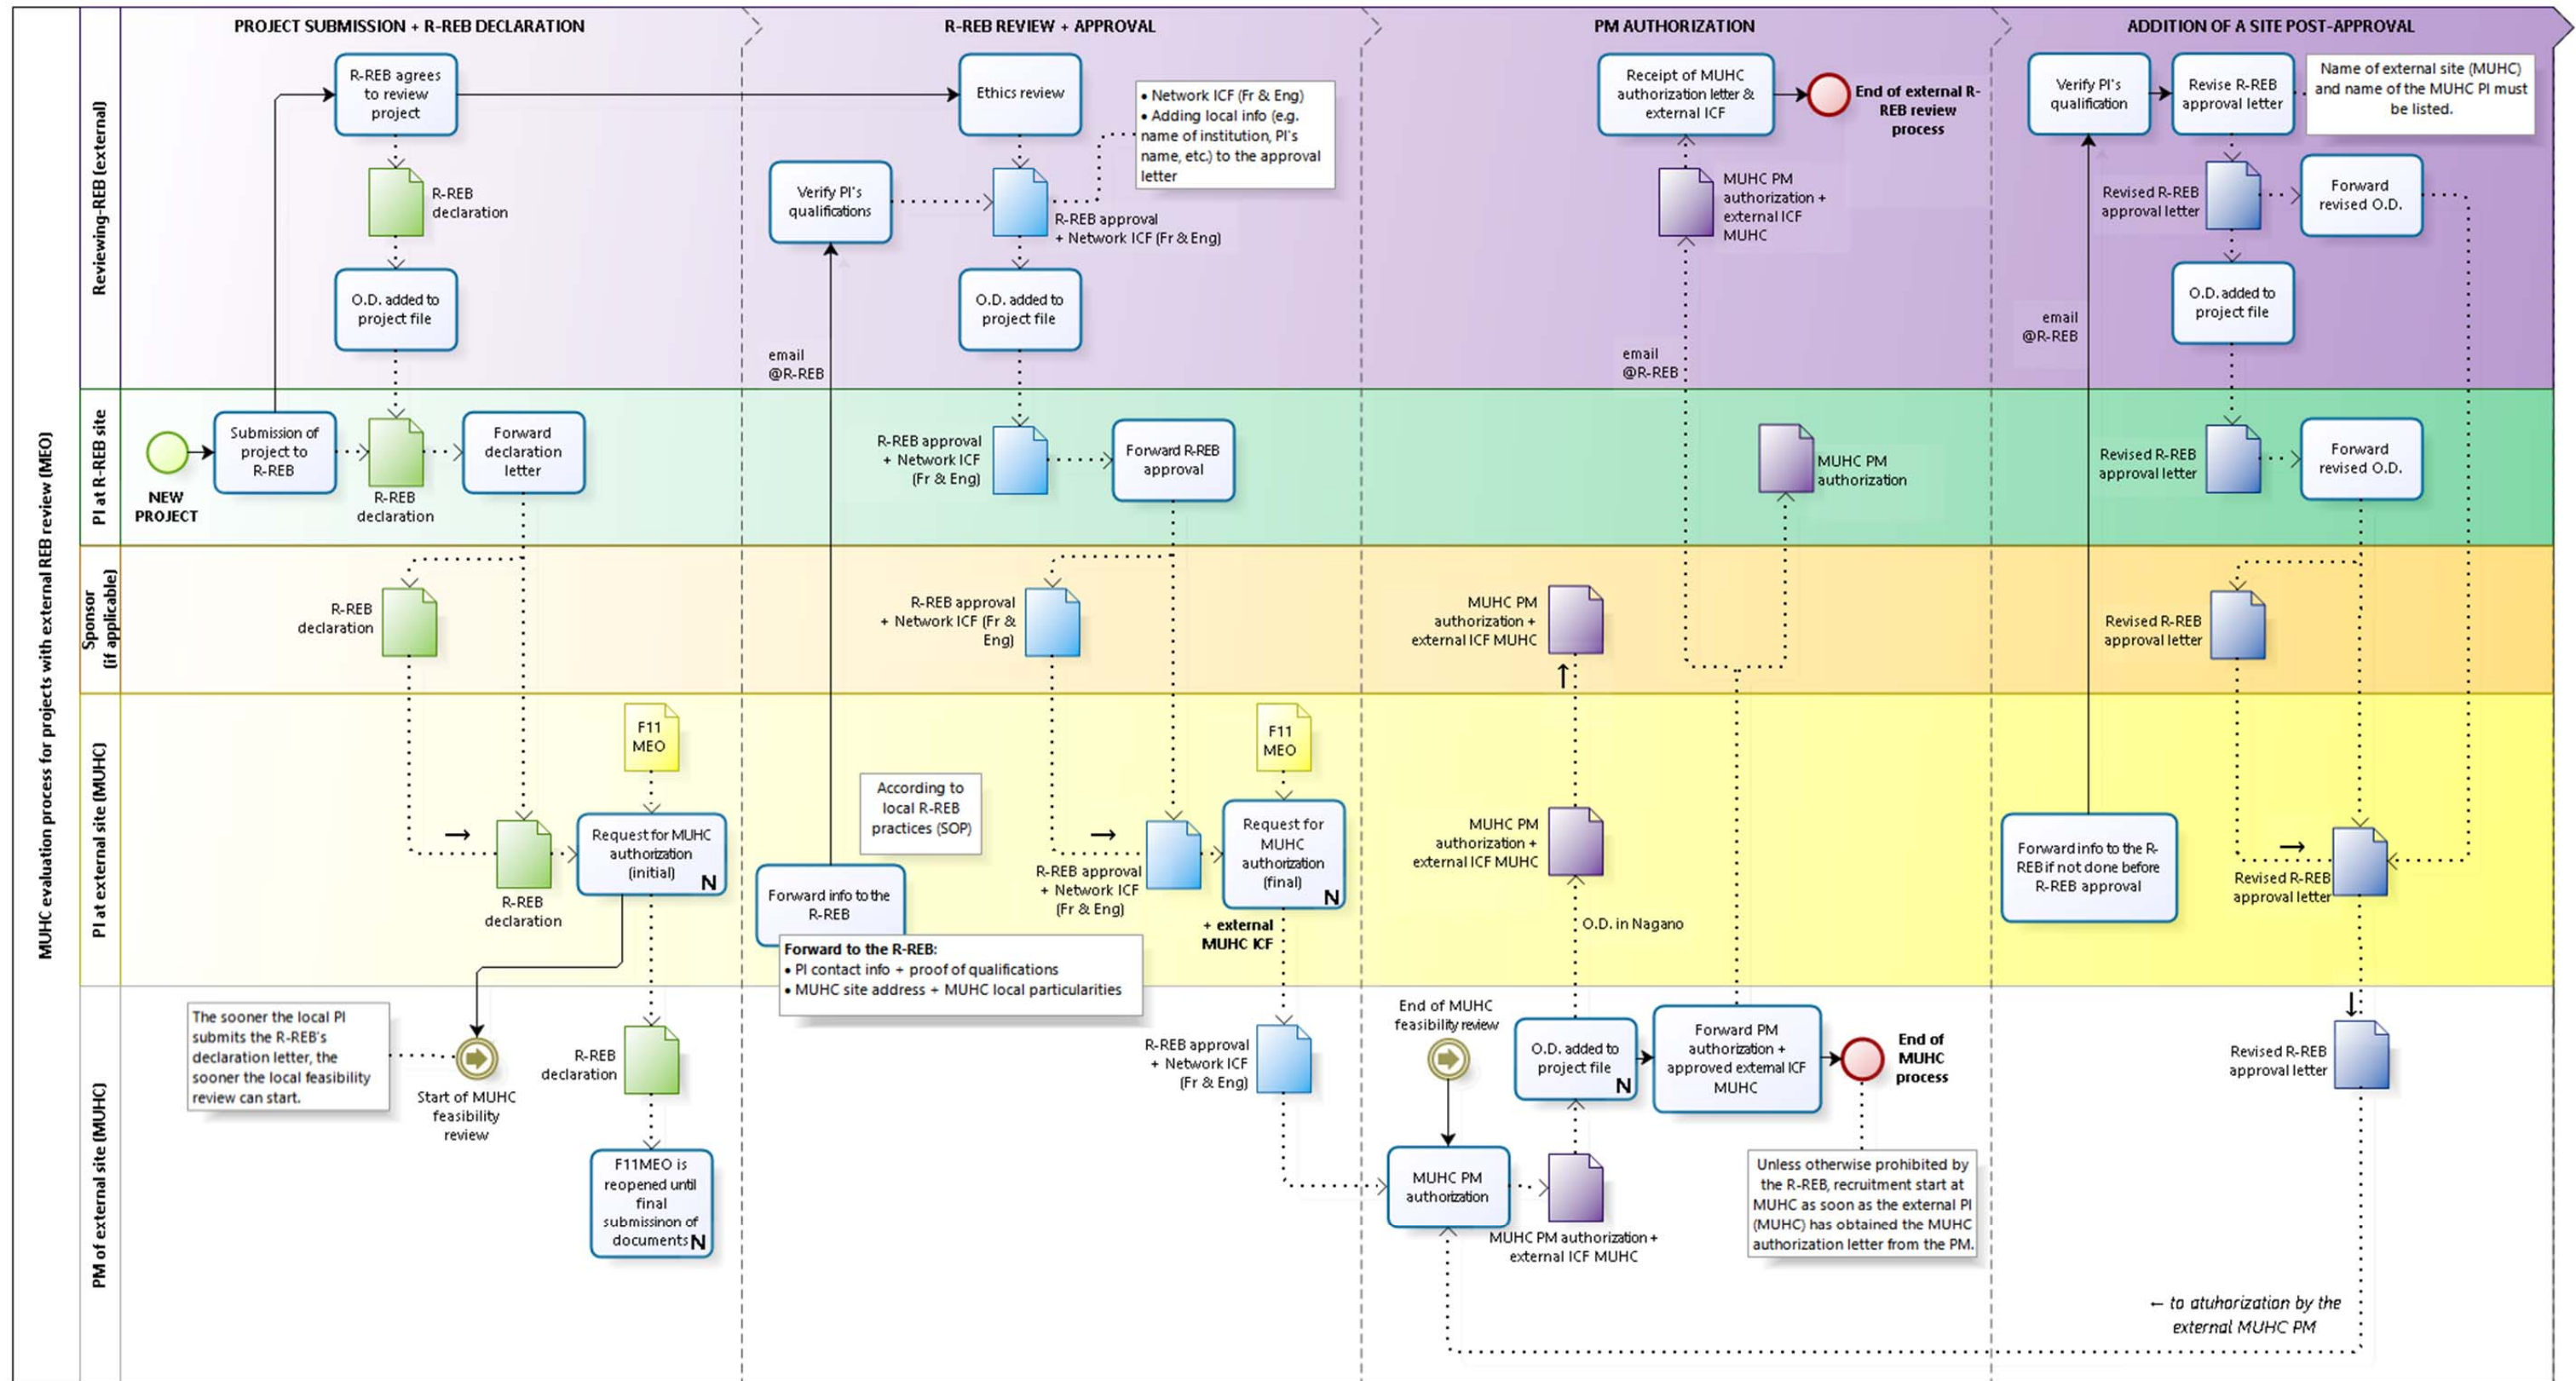 MUHC evaluation process for projects with external REB review (MEO)
PROJECT SUBMISSION + R-REB DECLARATION
R-REB REVIEW + APPROVAL
PM AUTHORIZATION
ADDITION OF A SITE POST-APPROVAL
Reviewing-REB (external)
R-REB agrees
to review
project
R-REB
declaration
O.D. added to
project file
Ethics review
• Network ICF (Fr & Eng)
• Adding local info (e.g.
name of institution, PI's
name, etc.) to the approval
letter
Verify PI's
qualifications
R-REB approval
+ Network ICF (Fr & Eng)
O.D. added to
project file
email
@R-REB
Receipt of MUHC
authorization letter &
external ICF
End of external R-
REB review
process
MUHC PM
authorization +
external ICF
MUHC
email
@R-REB
Verify PI's
qualification
Revise R-REB
approval letter
Name of external site (MUHC)
and name of the MUHC PI must
be listed.
Revised R-REB
approval letter
Forward
revised O.D.
O.D. added to
project file
email
@R-REB
PI at R-REB site
NEW
PROJECT
Submission of
project to
R-REB
R-REB
declaration
Forward
declaration
letter
R-REB approval
+ Network ICF
(Fr & Eng)
Forward R-REB
approval
MUHC PM
authorization
Revised R-REB
approval letter
Forward
revised O.D.
Sponsor
(if applicable)
R-REB
declaration
R-REB approval
+ Network ICF (Fr &
Eng)
MUHC PM
authorization +
external ICF MUHC
↑
Revised R-REB
approval letter
PI at external site (MUHC)
F11
MEO
→
R-REB
declaration
Request for MUHC
authorization
(initial)
N
According to
local R-REB
practices (SOP)
Forward info to the
R-REB
Forward to the R-REB:
• PI contact info + proof of qualifications
• MUHC site address + MUHC local particularities
F11
MEO
→
R-REB approval
+ Network ICF
(Fr & Eng)
Request for
MUHC
authorization
(final)
N
+ external
MUHC ICF
MUHC PM
authorization +
external ICF MUHC
O.D. in Nagano
Forward info to the R-
REB if not done before
R-REB approval
→
Revised R-REB
approval letter
PM of external site (MUHC)
The sooner the local PI
submits the R-REB's
declaration letter, the
sooner the local feasibility
review can start.
Start of MUHC
feasibility
review
R-REB
declaration
F11MEO is
reopened until
final
submissinon of
documents N
R-REB approval
+ Network ICF
(Fr & Eng)
End of MUHC
feasibility review
MUHC PM
authorization
O.D. added to
project file
N
MUHC PM authorization +
external ICF MUHC
Forward PM
authorization +
approved external ICF
MUHC
End of
MUHC
process
Unless otherwise prohibited by
the R-REB, recruitment start at
MUHC as soon as the external PI
(MUHC) has obtained the MUHC
authorization letter from the PM.
↓
Revised R-REB
approval letter
← to atuhorization by the
external MUHC PM